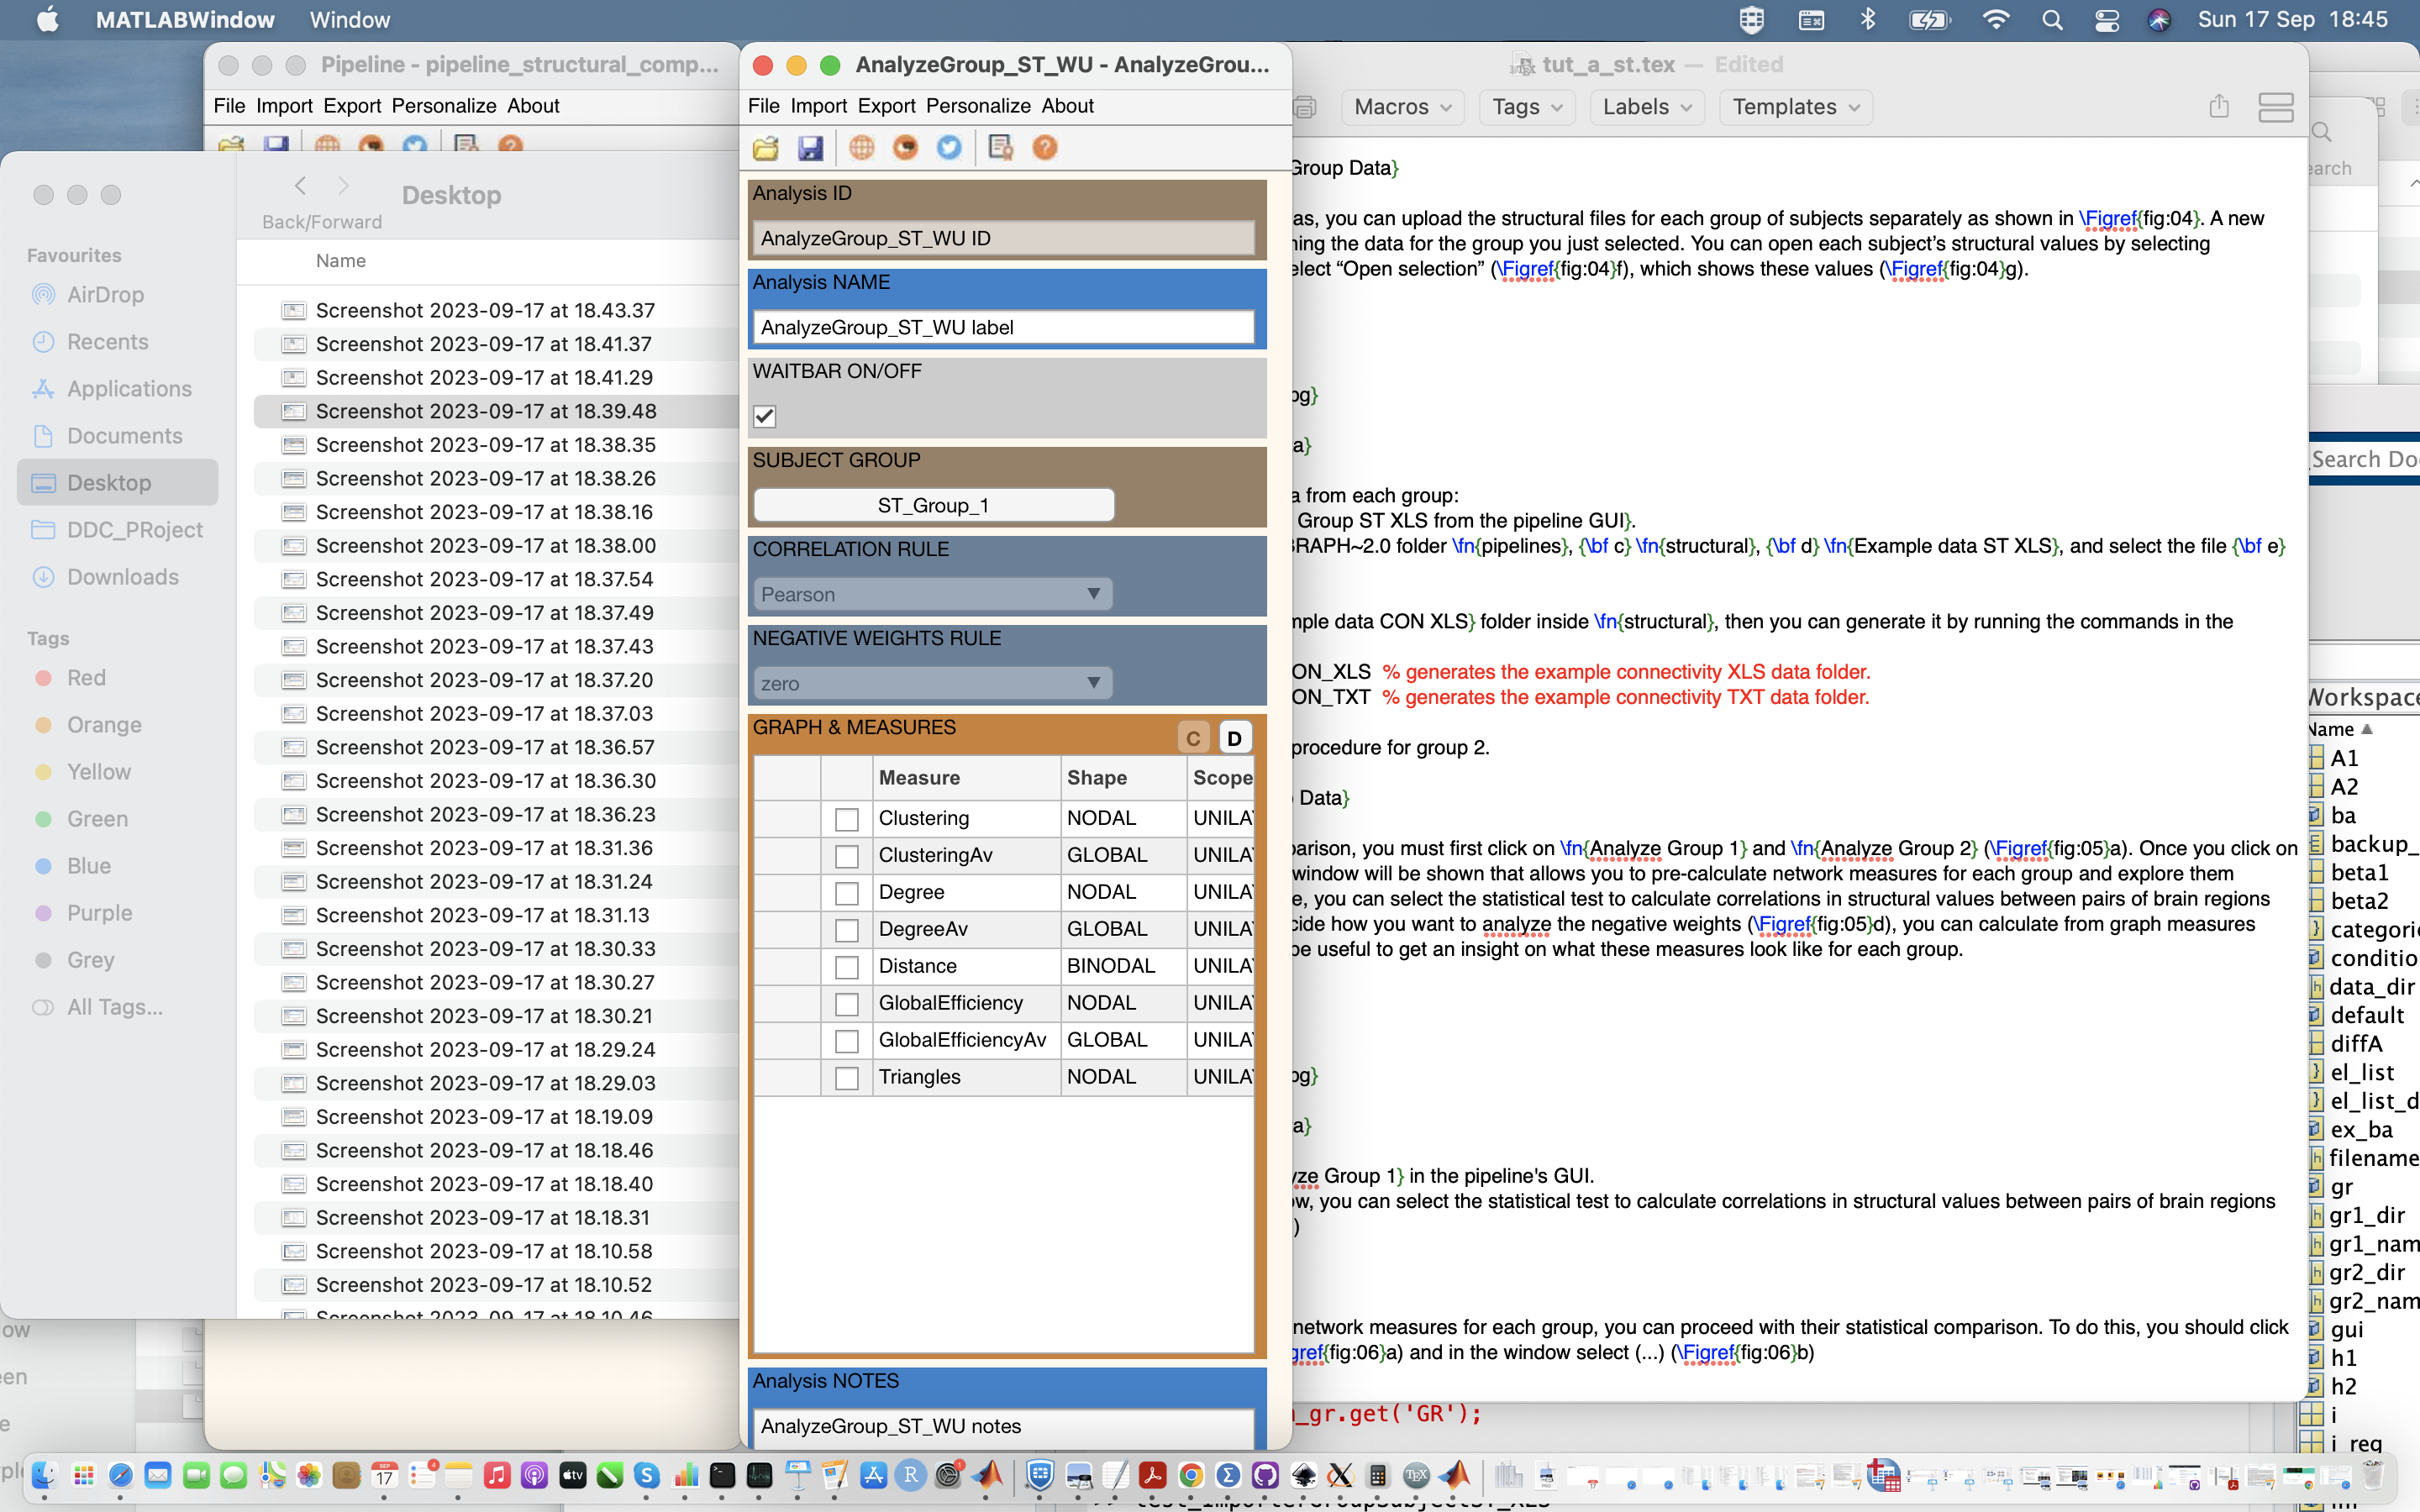 MATLABWindow Window
Sun 17 Sep 18:45
Pipeline - pipeline_structural_comp...
File Import Export Personalize About
Back/Forward
Desktop
Name
Favourites
AirDrop
Recents
Applications
Documents
Desktop
DDC_PRoject
Downloads
Tags
Red
Orange
Yellow
Green
Blue
Purple
Grey
All Tags...
Screenshot 2023-09-17 at 18.43.37
Screenshot 2023-09-17 at 18.41.37
Screenshot 2023-09-17 at 18.41.29
Screenshot 2023-09-17 at 18.39.48
Screenshot 2023-09-17 at 18.38.35
Screenshot 2023-09-17 at 18.38.26
Screenshot 2023-09-17 at 18.38.16
Screenshot 2023-09-17 at 18.38.00
Screenshot 2023-09-17 at 18.37.54
Screenshot 2023-09-17 at 18.37.49
Screenshot 2023-09-17 at 18.37.43
Screenshot 2023-09-17 at 18.37.20
Screenshot 2023-09-17 at 18.37.03
Screenshot 2023-09-17 at 18.36.57
Screenshot 2023-09-17 at 18.36.30
Screenshot 2023-09-17 at 18.36.23
Screenshot 2023-09-17 at 18.31.36
Screenshot 2023-09-17 at 18.31.24
Screenshot 2023-09-17 at 18.31.13
Screenshot 2023-09-17 at 18.30.33
Screenshot 2023-09-17 at 18.30.27
Screenshot 2023-09-17 at 18.30.21
Screenshot 2023-09-17 at 18.29.24
Screenshot 2023-09-17 at 18.29.03
Screenshot 2023-09-17 at 18.19.09
Screenshot 2023-09-17 at 18.18.46
Screenshot 2023-09-17 at 18.18.40
Screenshot 2023-09-17 at 18.18.31
Screenshot 2023-09-17 at 18.10.58
Screenshot 2023-09-17 at 18.10.52
Screenshot 2023-09-17 at 18.10.46
AnalyzeGroup_ST_WU - AnalyzeGrou...
File Import Export Personalize About
Analysis ID
AnalyzeGroup_ST_WU ID
Analysis NAME
AnalyzeGroup_ST_WU label
WAITBAR ON/OFF
SUBJECT GROUP
ST_Group_1
CORRELATION RULE
Pearson
NEGATIVE WEIGHTS RULE
zero
GRAPH & MEASURES
C D
Measure Shape Scope
Clustering NODAL UNILA
ClusteringAv GLOBAL UNILA
Degree NODAL UNILA
DegreeAv GLOBAL UNILA
Distance BINODAL UNILA
GlobalEfficiency NODAL UNILA
GlobalEfficiencyAv GLOBAL UNILA
Triangles NODAL UNILA
Analysis NOTES
AnalyzeGroup_ST_WU notes
tut_a_st.tex — Edited
Macros Tags Labels Templates
Group Data}
as, you can upload the structural files for each group of subjects separately as shown in \Figref{fig:04}. A new
ning the data for the group you just selected. You can open each subject’s structural values by selecting
elect “Open selection” (\Figref{fig:04}f), which shows these values (\Figref{fig:04}g).
pg}
a}
a from each group:
Group ST XLS from the pipeline GUI}.
BRAPH~2.0 folder \fn{pipelines}, {\bf c} \fn{structural}, {\bf d} \fn{Example data ST XLS}, and select the file {\bf e}
mple data CON XLS} folder inside \fn{structural}, then you can generate it by running the commands in the
ON_XLS % generates the example connectivity XLS data folder.
ON_TXT % generates the example connectivity TXT data folder.
procedure for group 2.
Data}
parison, you must first click on \fn{Analyze Group 1} and \fn{Analyze Group 2} (\Figref{fig:05}a). Once you click on
window will be shown that allows you to pre-calculate network measures for each group and explore them
e, you can select the statistical test to calculate correlations in structural values between pairs of brain regions
cide how you want to analyze the negative weights (\Figref{fig:05}d), you can calculate from graph measures
be useful to get an insight on what these measures look like for each group.
pg}
a}
yze Group 1} in the pipeline's GUI.
ow, you can select the statistical test to calculate correlations in structural values between pairs of brain regions
)
network measures for each group, you can proceed with their statistical comparison. To do this, you should click
gref{fig:06}a) and in the window select (...) (\Figref{fig:06}b)
_gr.get('GR');
earch
Search Do
Workspace
Name
A1
A2
ba
backup_
beta1
beta2
categori
conditio
data_dir
default
diffA
el_list
el_list_d
ex_ba
filename
gr
gr1_dir
gr1_nam
gr2_dir
gr2_nam
gui
h1
h2
i
i_reg
SEP
17
>> test_ImporterGroupSubjectST_XLS